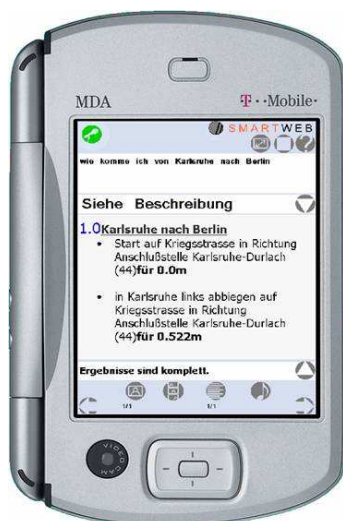 MDA T··Mobile·
SMARTWEB
wie komme ich von Karlsruhe nach Berlin
Siehe Beschreibung
1.0Karlsruhe nach Berlin
• Start auf Kriegsstrasse in Richtung
Anschlußstelle Karlsruhe-Durlach
(44)für 0.0m
• in Karlsruhe links abbiegen auf
Kriegsstrasse in Richtung
Anschlußstelle Karlsruhe-Durlach
(44)für 0.522m
Ergebnisse sind komplett.
1/1 1/1
VIDEO CAM